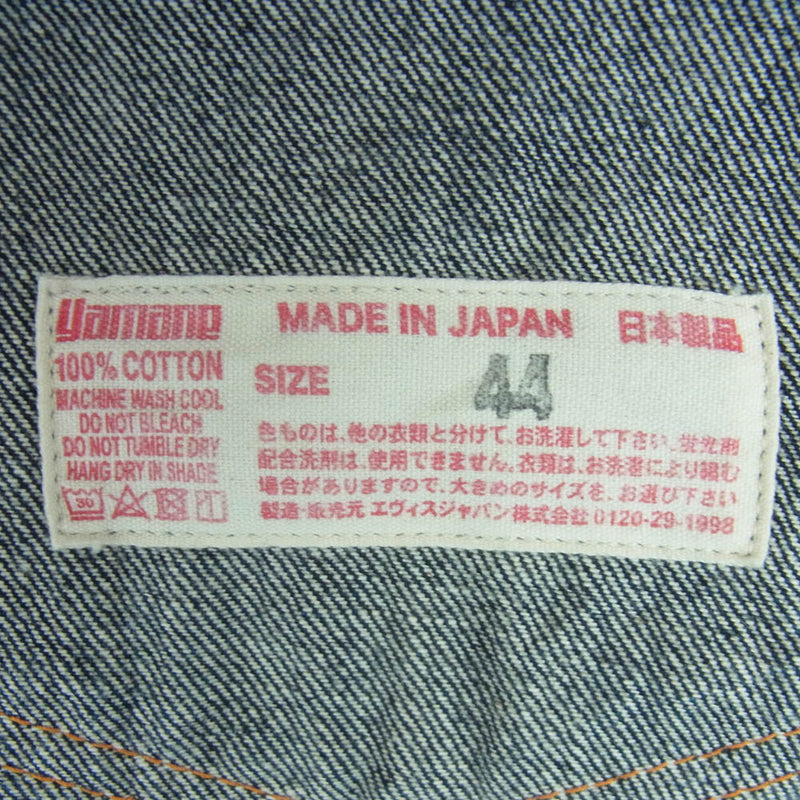 Yamane
MADE IN JAPAN 日本製品
100% COTTON
MACHINE WASH COOL
DO NOT BLEACH
DO NOT TUMBLE DRY
HANG DRY IN SHADE
30
SIZE 44
色ものは、他の衣類と分けて、お洗濯して下さい。蛍光剤
配合洗剤は、使用できません。衣類は、お洗濯により縮む
場合がありますので、大きめのサイズを、お選び下さい
製造・販売元 エヴィスジャパン株式会社 0120-29-1998